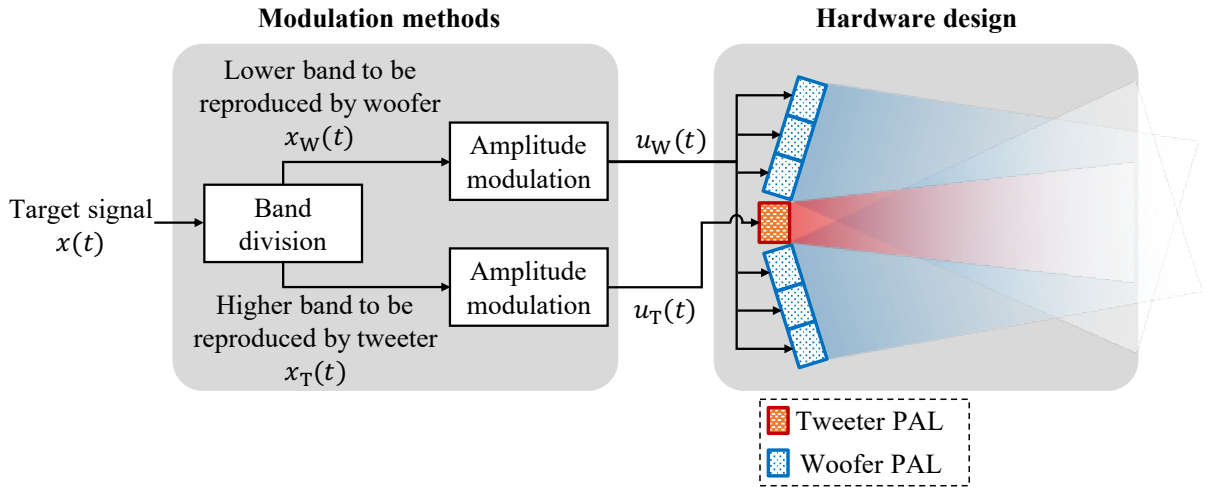 Modulation methods
Hardware design
Lower band to be
reproduced by woofer
x_W(t)
Amplitude
modulation
u_W(t)
Target signal
x(t)
Band
division
Amplitude
modulation
u_T(t)
Higher band to be
reproduced by tweeter
x_T(t)
Tweeter PAL
Woofer PAL